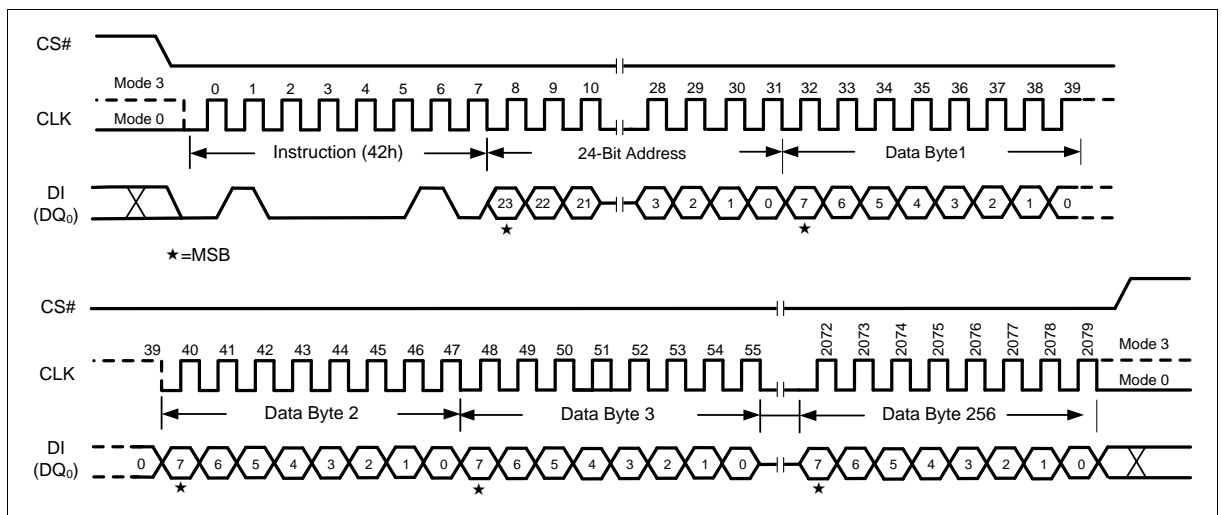 CS#
Mode 3
0 1 2 3 4 5 6 7 8 9 10 28 29 30 31 32 33 34 35 36 37 38 39
CLK
Mode 0
Instruction (42h) 24-Bit Address Data Byte1
DI
(DQ0)
23 22 21 3 2 1 0 7 6 5 4 3 2 1 0
★ ★
★=MSB
CS#
39 40 41 42 43 44 45 46 47 48 49 50 51 52 53 54 55 2072 2073 2074 2075 2076 2077 2078 2079
Mode 3
CLK
Mode 0
Data Byte 2 Data Byte 3 Data Byte 256
DI
(DQ0)
0 7 6 5 4 3 2 1 0 7 6 5 4 3 2 1 0 7 6 5 4 3 2 1 0
★ ★ ★